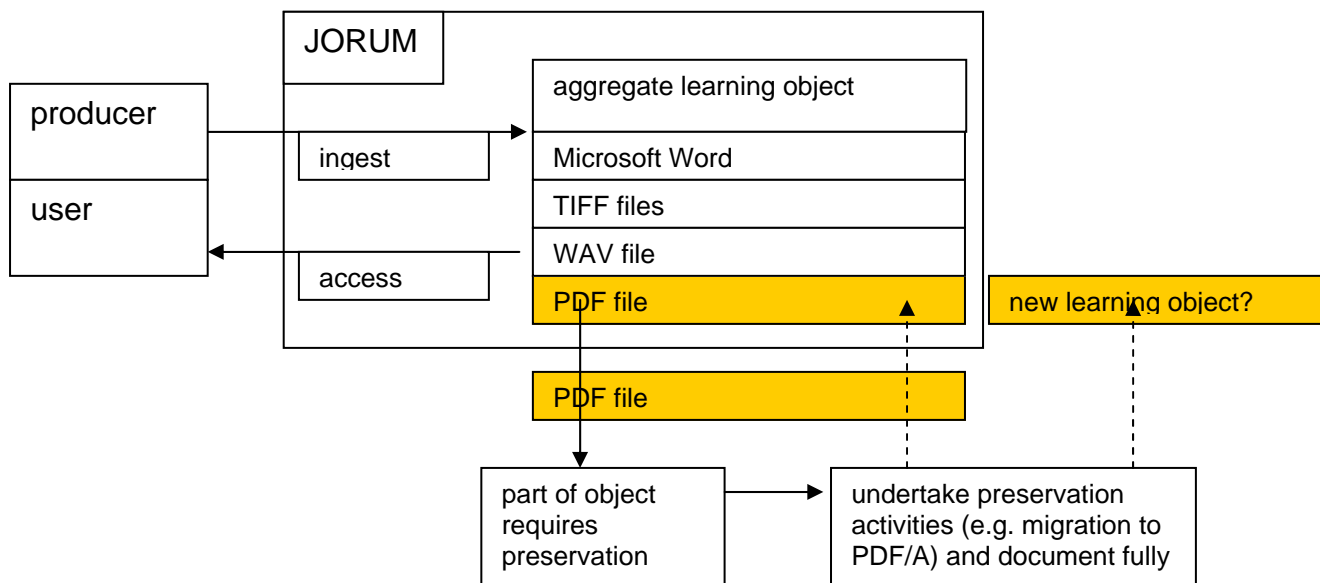 JORUM
aggregate learning object
producer
ingest
Microsoft Word
user
TIFF files
WAV file
access
PDF file
new learning object?
PDF file
part of object
requires
preservation
undertake preservation
activities (e.g. migration to
PDF/A) and document fully